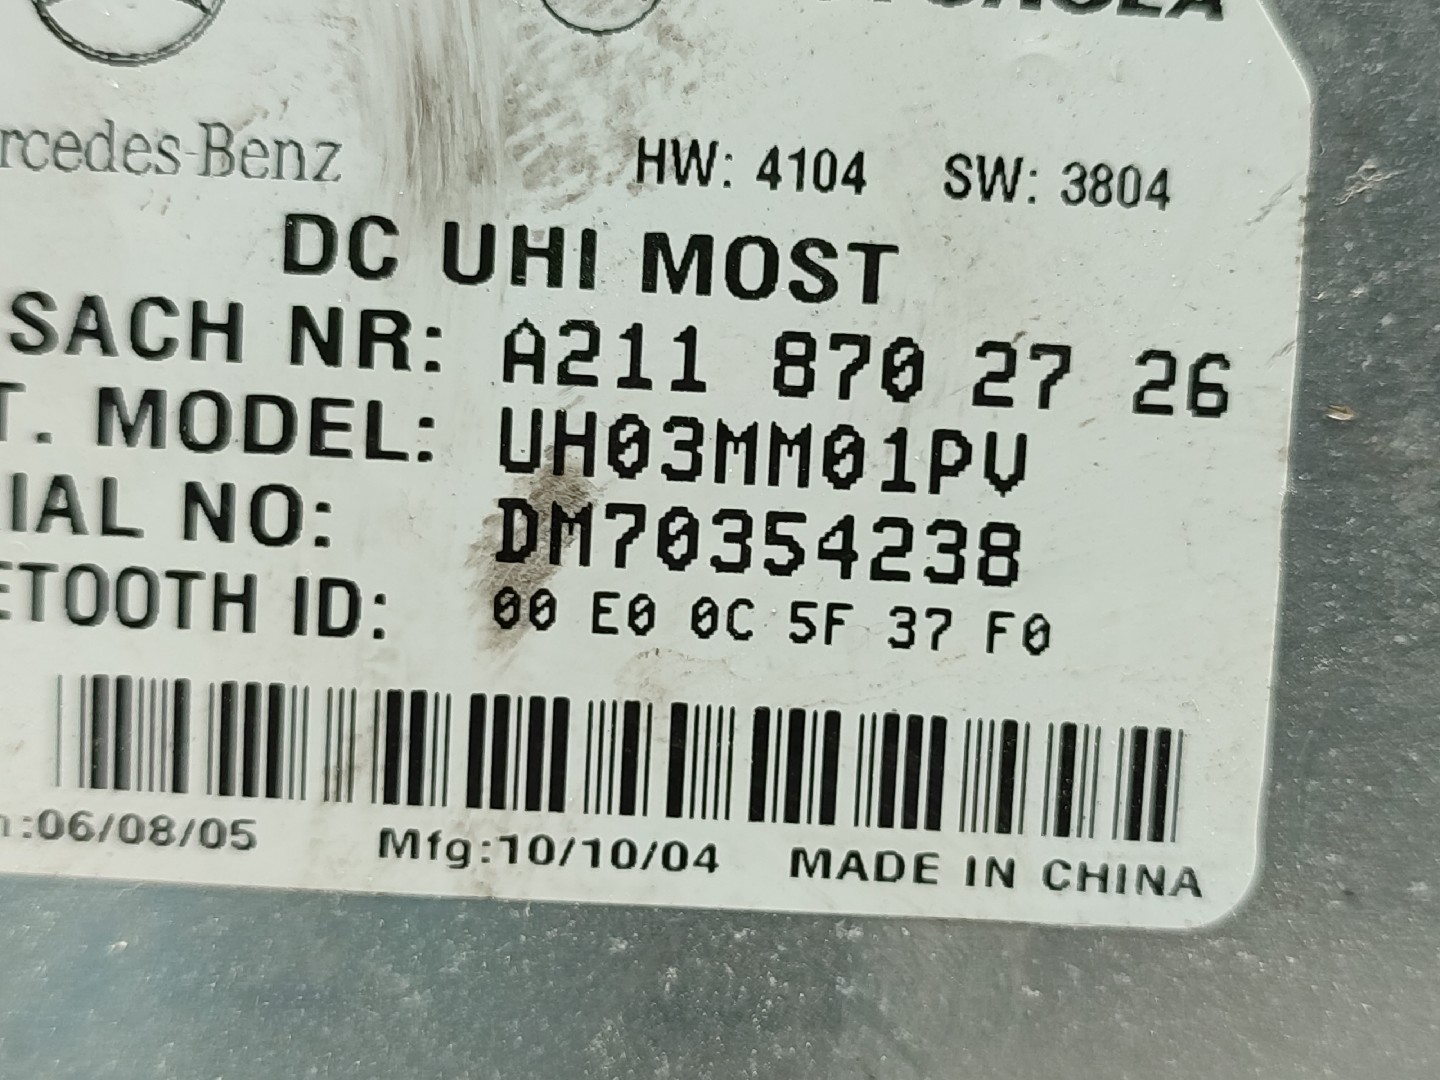 Mercedes-Benz
HW: 4104 SW: 3804
DC UHI MOST
SACH NR: A211 870 27 26
T. MODEL: UH03MM01PV
IAL NO: DM70354238
ETOOTH ID: 00 E0 0C 5F 37 F0
:06/08/05 Mfg:10/10/04 MADE IN CHINA